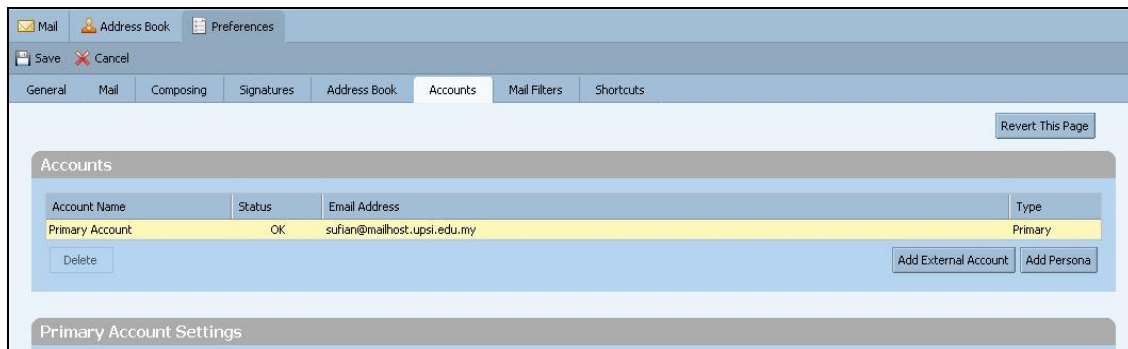 Mail Address Book Preferences
Save Cancel
General Mail Composing Signatures Address Book Accounts Mail Filters Shortcuts
Revert This Page
Accounts
Account Name Status Email Address Type
Primary Account OK sufian@mailhost.upsi.edu.my Primary
Delete Add External Account Add Persona
Primary Account Settings